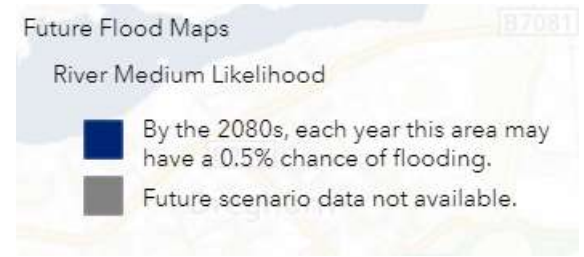 Future Flood Maps
B7081
River Medium Likelihood
By the 2080s, each year this area may
have a 0.5% chance of flooding.
Future scenario data not available.